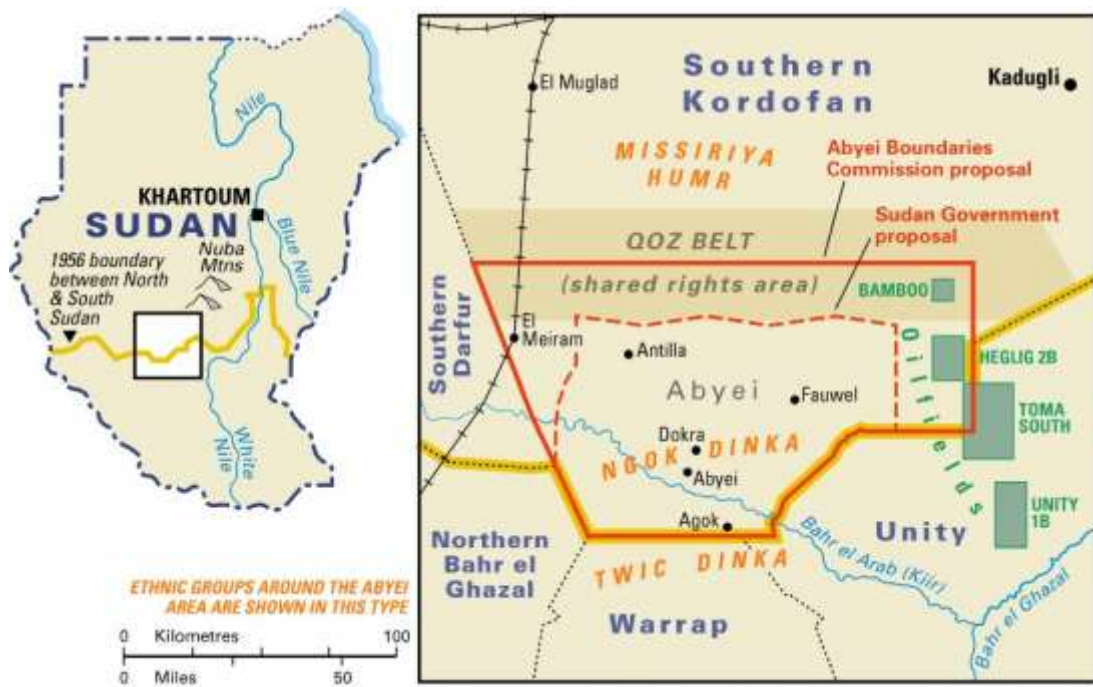 Nile
KHARTOUM
SUDAN
Nuba
Mtns
Blue Nile
1956 boundary
between North
& South
Sudan
White
Nile
ETHNIC GROUPS AROUND THE ABYEI
AREA ARE SHOWN IN THIS TYPE
0 Kilometres 100
0 Miles 50
El Muglad
Southern
Kordofan
Kadugli
MISSIRIYA
HUMR
Abyei Boundaries
Commission proposal
Sudan Government
proposal
QOZ BELT
(shared rights area)
BAMBOO
Southern
Darfur
El
Meiram
Antilla
Abyei
Fauwel
Oilfields
HEGLIG 2B
TOMA
SOUTH
Dokra
NGOK DINKA
Abyei
Agok
UNITY
1B
Unity
Northern
Bahr el
Ghazal
TWIC DINKA
Bahr el Arab (Kiir)
Bahr el Ghazal
Warrap